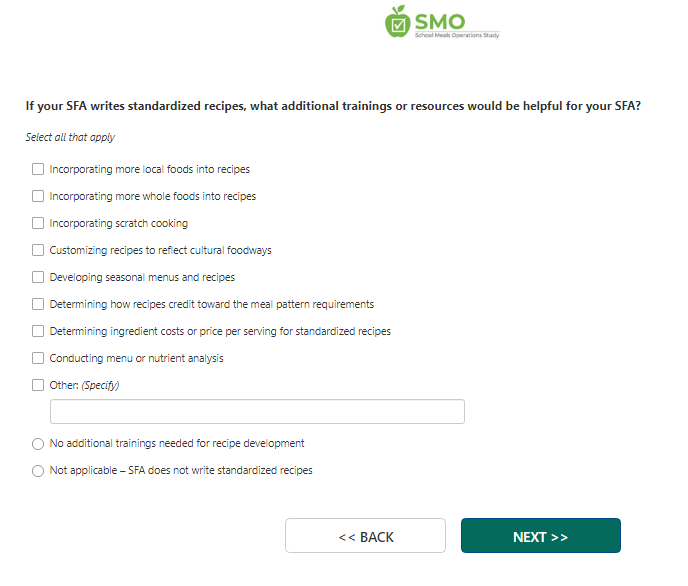 SMO
School Meals Operations Study
If your SFA writes standardized recipes, what additional trainings or resources would be helpful for your SFA?
Select all that apply
Incorporating more local foods into recipes
Incorporating more whole foods into recipes
Incorporating scratch cooking
Customizing recipes to reflect cultural foodways
Developing seasonal menus and recipes
Determining how recipes credit toward the meal pattern requirements
Determining ingredient costs or price per serving for standardized recipes
Conducting menu or nutrient analysis
Other: (Specify)
No additional trainings needed for recipe development
Not applicable – SFA does not write standardized recipes
<< BACK
NEXT >>